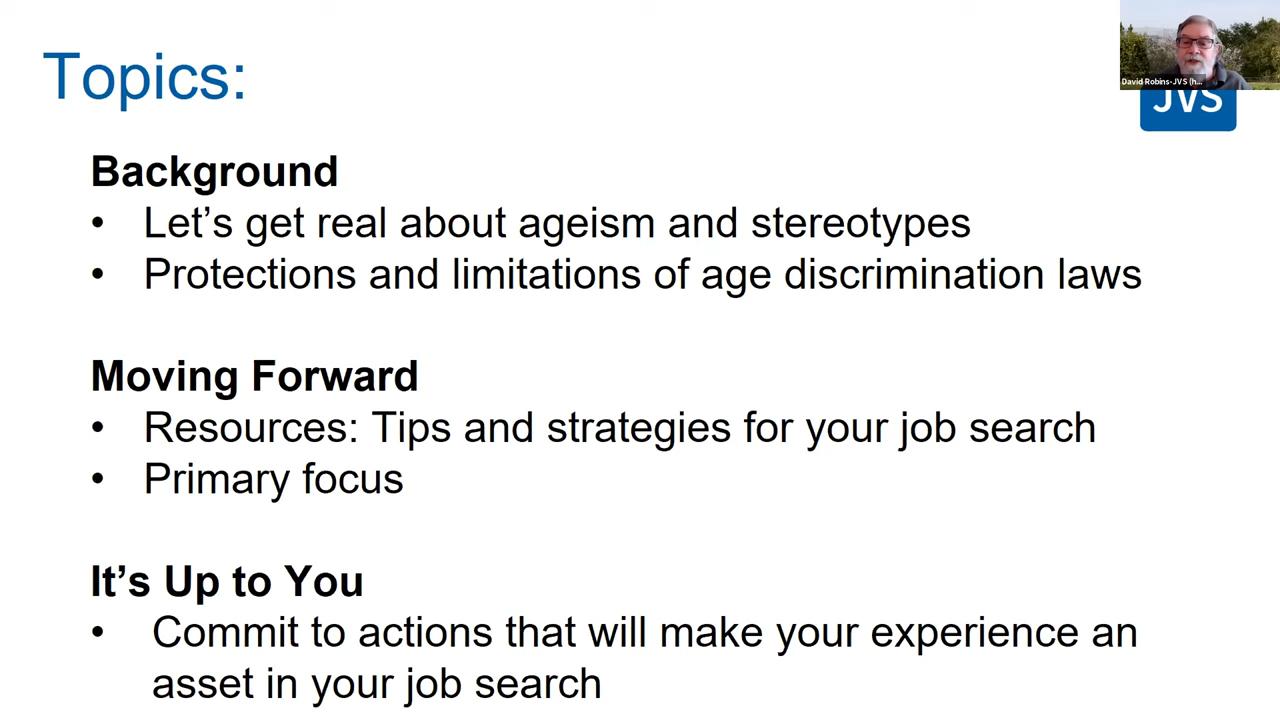 Topics:
David Robins-JVS (h...
JVS
Background
• Let’s get real about ageism and stereotypes
• Protections and limitations of age discrimination laws
Moving Forward
• Resources: Tips and strategies for your job search
• Primary focus
It’s Up to You
• Commit to actions that will make your experience an
asset in your job search